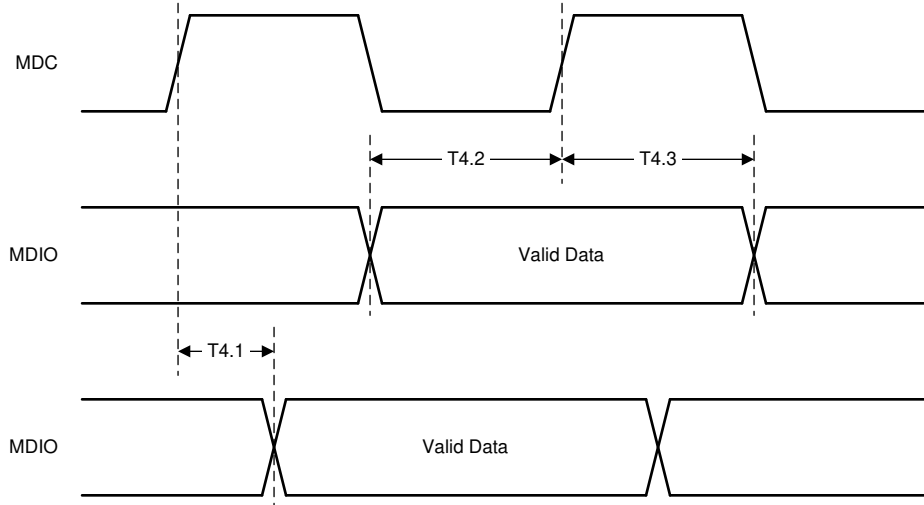 MDC
T4.2
T4.3
MDIO
Valid Data
T4.1
MDIO
Valid Data